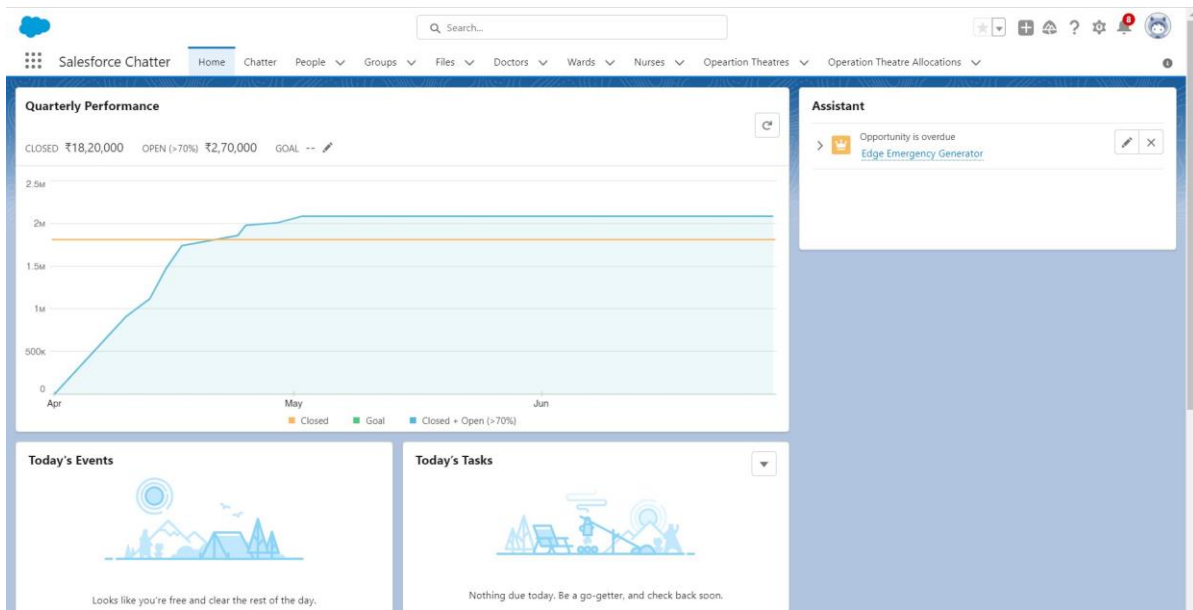 Search...
8
Salesforce Chatter Home Chatter People Groups Files Doctors Wards Nurses Opeartion Theatres Operation Theatre Allocations
Quarterly Performance
CLOSED ₹18,20,000 OPEN (>70%) ₹2,70,000 GOAL --
2.5M
2M
1.5M
1M
500K
0
Apr May Jun
Closed Goal Closed + Open (>70%)
Assistant
Opportunity is overdue
Edge Emergency Generator
Today's Events
Looks like you're free and clear the rest of the day.
Today's Tasks
Nothing due today. Be a go-getter, and check back soon.